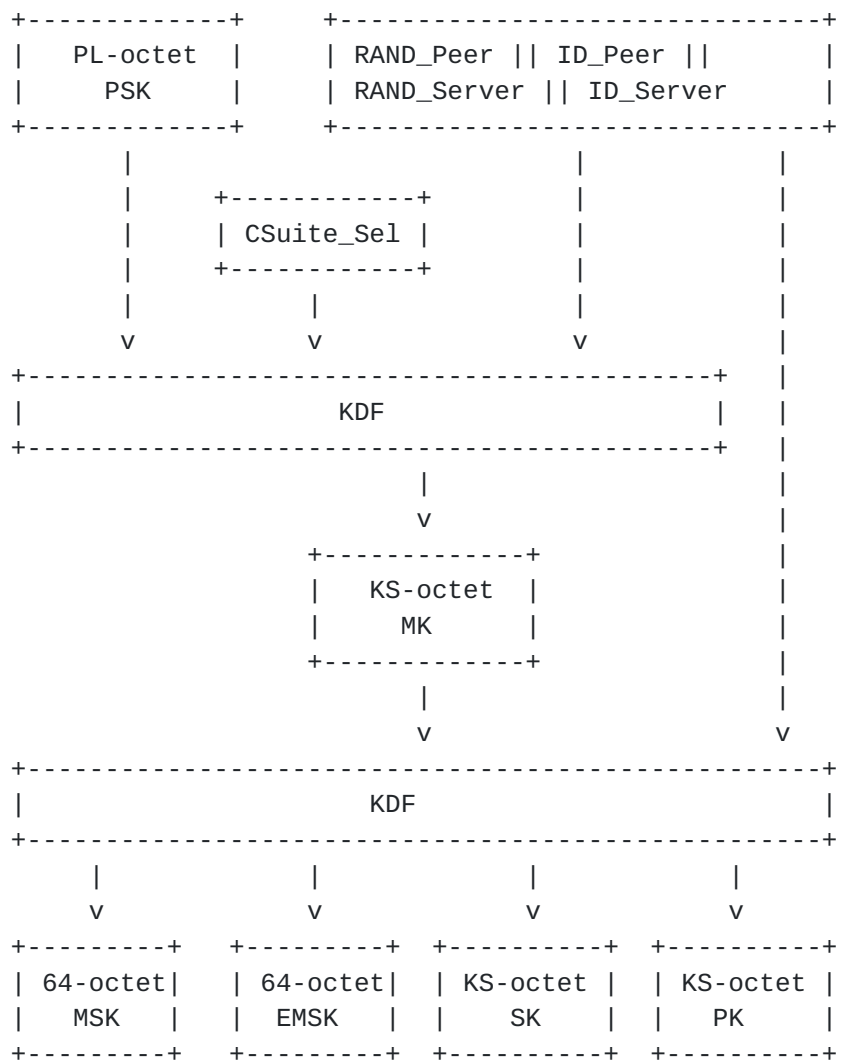 PL-octet
PSK
RAND_Peer || ID_Peer ||
RAND_Server || ID_Server
CSuite_Sel
KDF
KS-octet
MK
KDF
64-octet
MSK
64-octet
EMSK
KS-octet
SK
KS-octet
PK